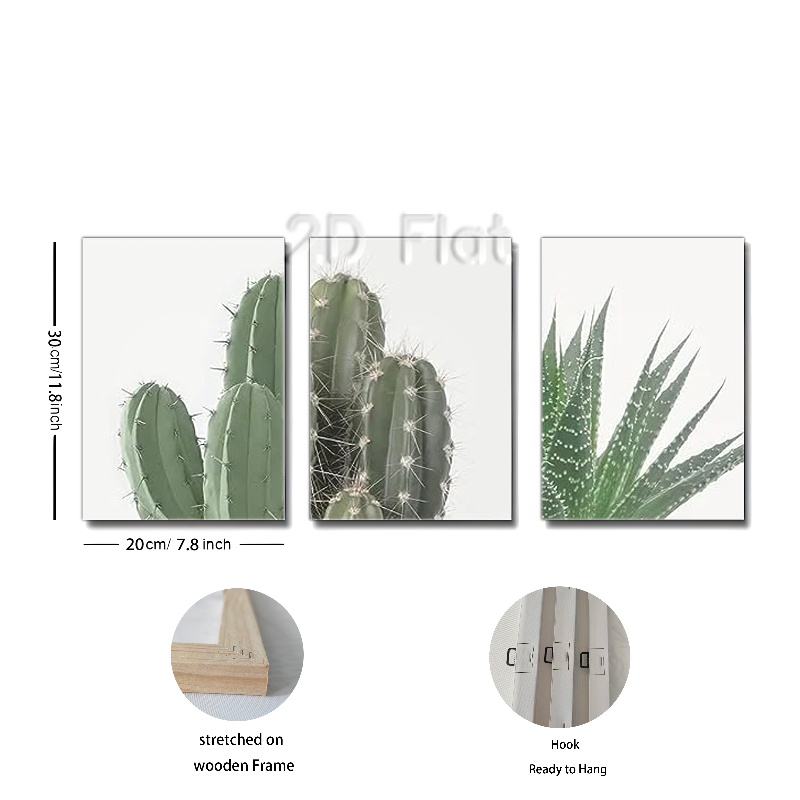 2D Flat
30cm/11.8inch
20cm/ 7.8 inch
stretched on
wooden Frame
Hook
Ready to Hang